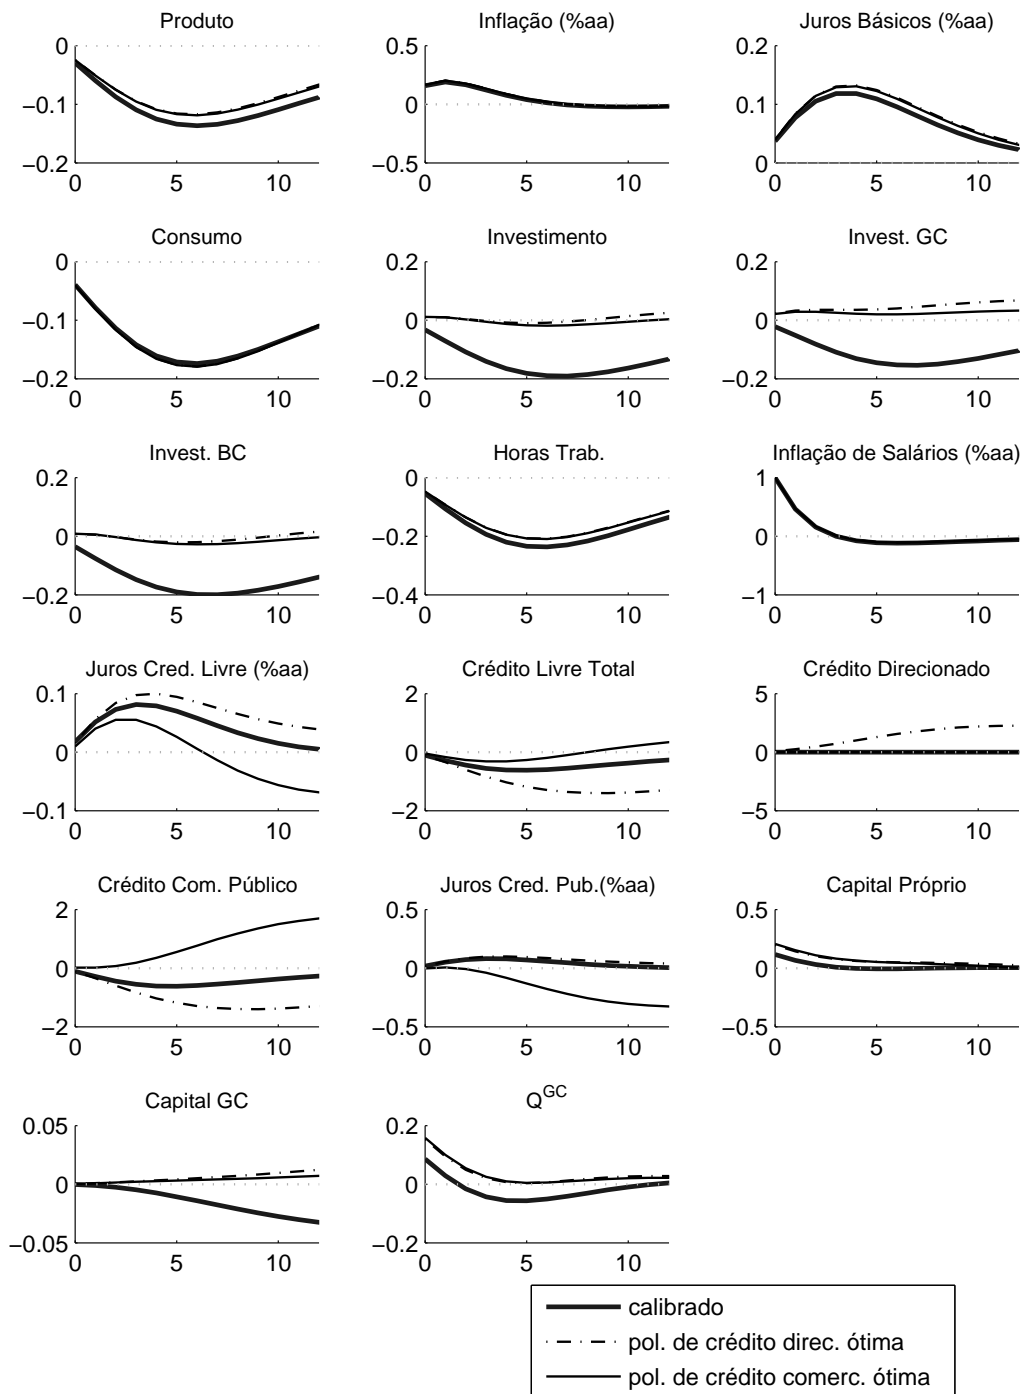 Produto
0
−0.1
−0.2
0 5 10
Inflação (%aa)
0.5
0
−0.5
0 5 10
Juros Básicos (%aa)
0.2
0.1
0
0 5 10
Consumo
0
−0.1
−0.2
0 5 10
Investimento
0.2
0
−0.2
0 5 10
Invest. GC
0.2
0
−0.2
0 5 10
Invest. BC
0.2
0
−0.2
0 5 10
Horas Trab.
0
−0.2
−0.4
0 5 10
Inflação de Salários (%aa)
1
0
−1
0 5 10
Juros Cred. Livre (%aa)
0.1
0
−0.1
0 5 10
Crédito Livre Total
2
0
−2
0 5 10
Crédito Direcionado
5
0
−5
0 5 10
Crédito Com. Público
2
0
−2
0 5 10
Juros Cred. Pub.(%aa)
0.5
0
−0.5
0 5 10
Capital Próprio
0.5
0
−0.5
0 5 10
Capital GC
0.05
0
−0.05
0 5 10
Q^GC
0.2
0
−0.2
0 5 10
calibrado
pol. de crédito direc. ótima
pol. de crédito comerc. ótima